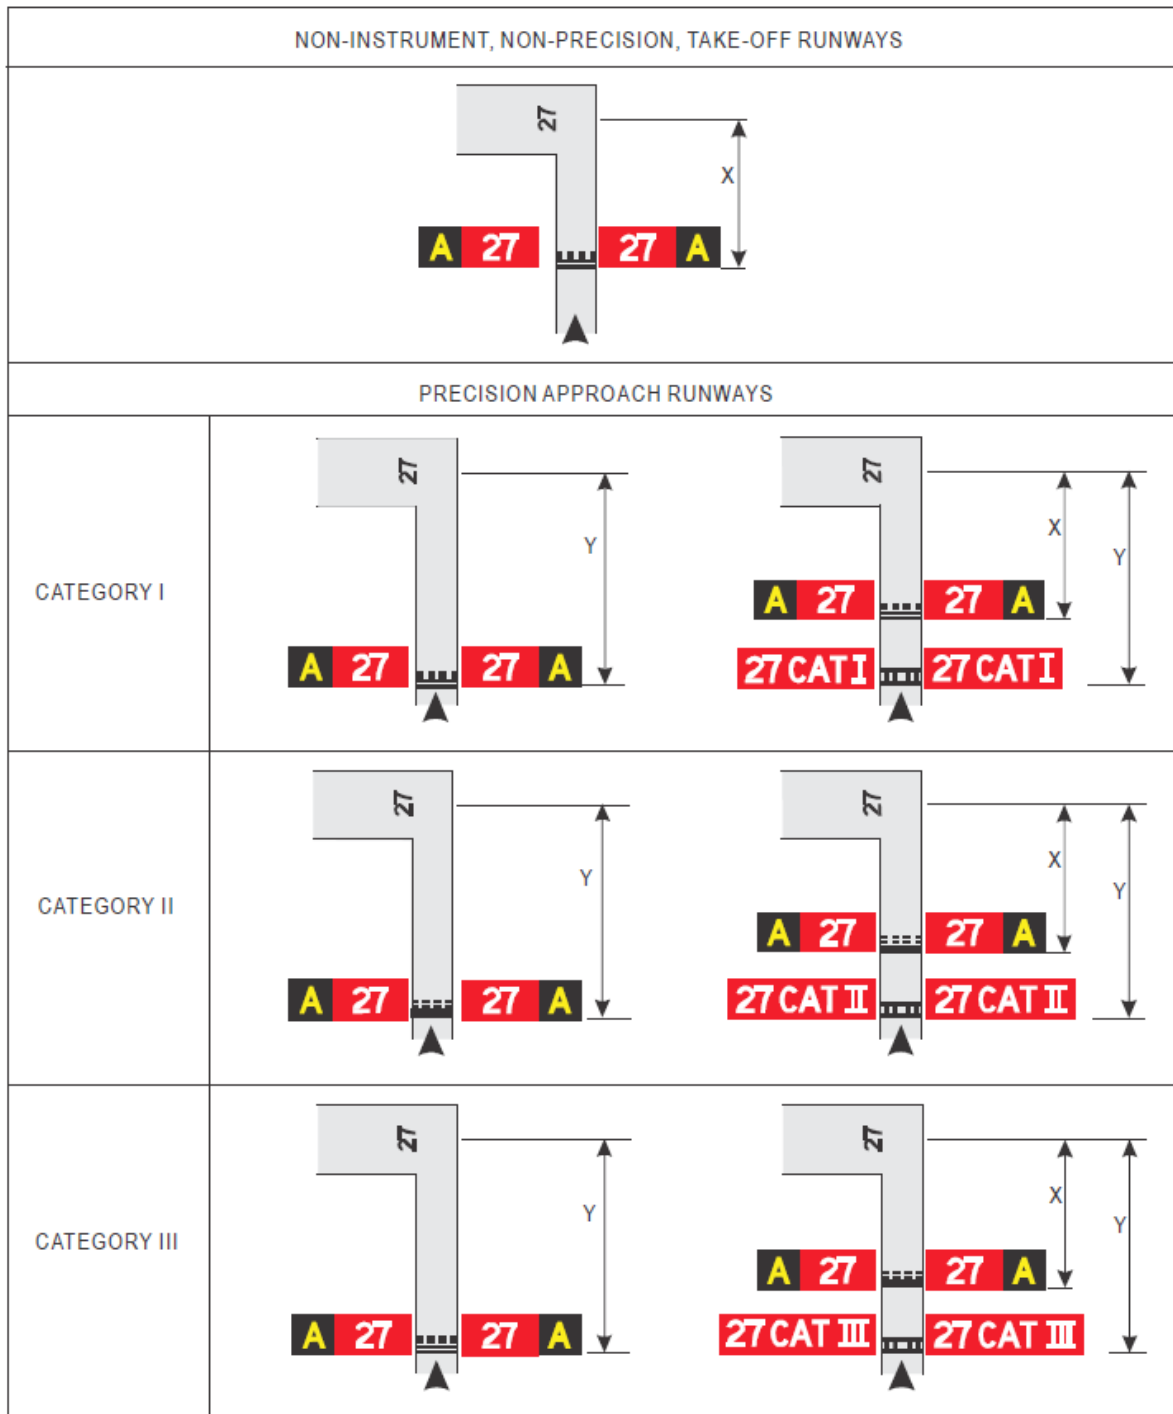 NON-INSTRUMENT, NON-PRECISION, TAKE-OFF RUNWAYS
27
X
A 27 27 A
PRECISION APPROACH RUNWAYS
CATEGORY I
27
Y
A 27 27 A
27
X
Y
A 27 27 A
27 CAT I 27 CAT I
CATEGORY II
27
Y
A 27 27 A
27
X
Y
A 27 27 A
27 CAT II 27 CAT II
CATEGORY III
27
Y
A 27 27 A
27
X
Y
A 27 27 A
27 CAT III 27 CAT III